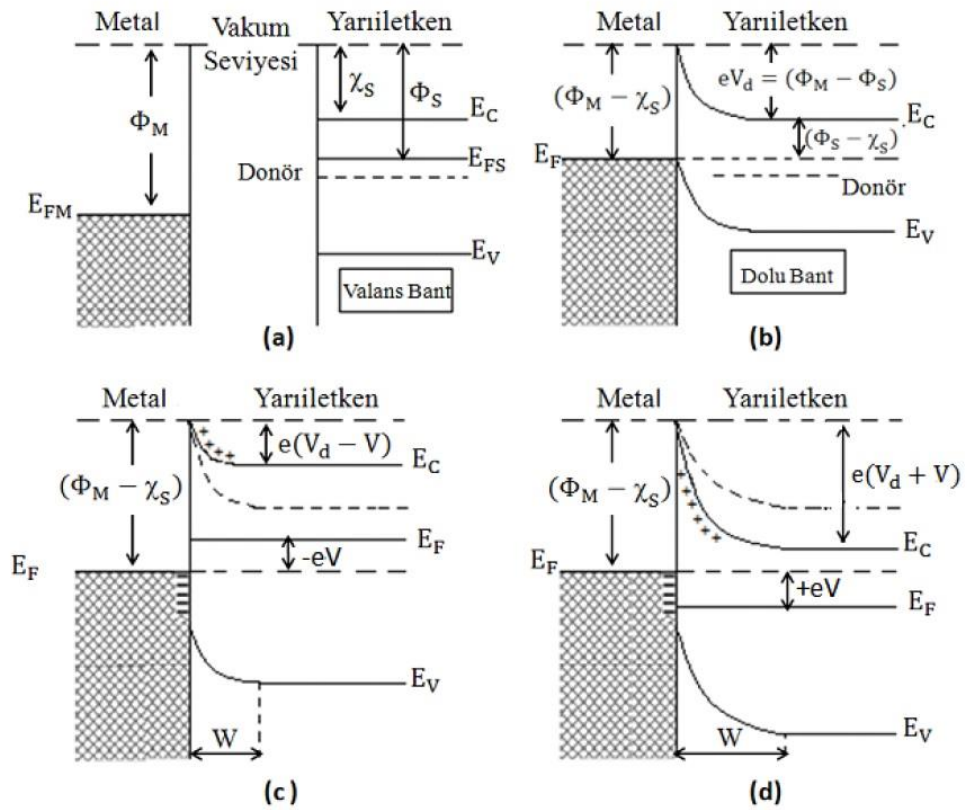 Metal Vakum Seviyesi Yarıiletken
Φ_M
χ_S
Φ_S
E_C
E_FS
Donör
E_FM
E_V
Valans Bant
(a)
Metal Yarıiletken
(Φ_M − χ_S)
eV_d = (Φ_M − Φ_S)
E_C
(Φ_S − χ_S)
E_F
Donör
E_V
Dolu Bant
(b)
Metal Yarıiletken
e(V_d − V)
E_C
(Φ_M − χ_S)
E_F
-eV
E_F
E_V
W
(c)
Metal Yarıiletken
e(V_d + V)
(Φ_M − χ_S)
E_C
E_F
+eV
E_F
E_V
W
(d)